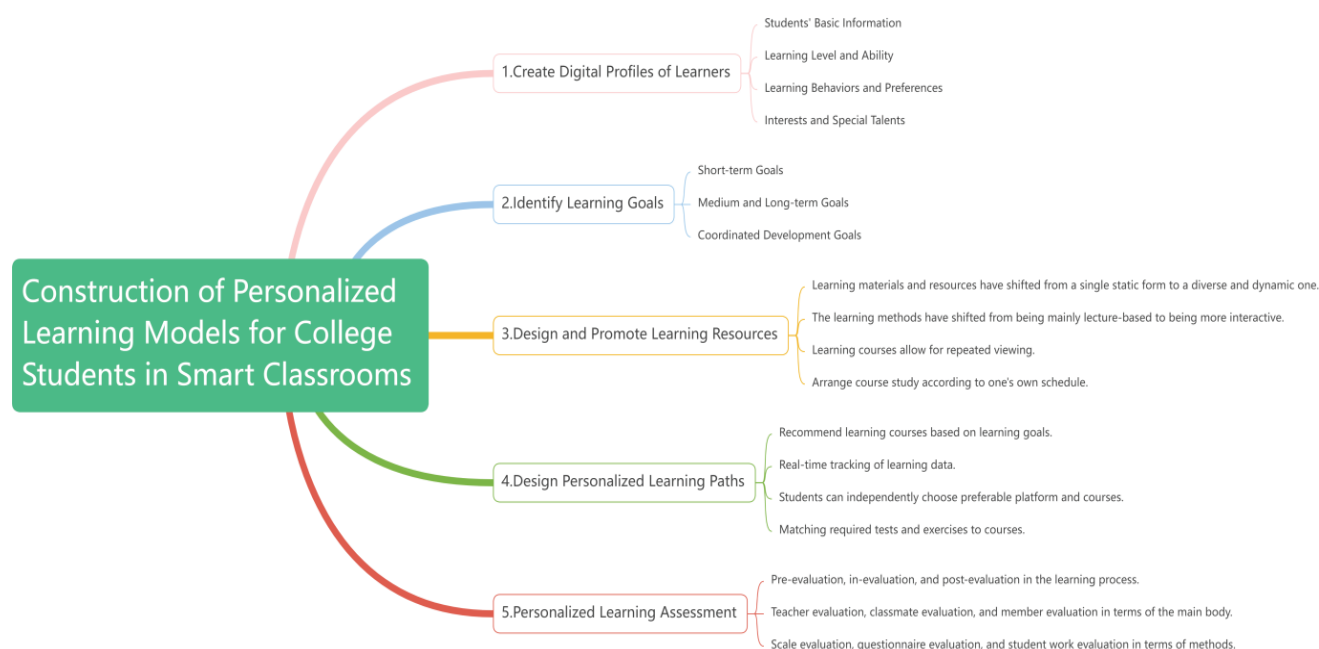 Construction of Personalized
Learning Models for College
Students in Smart Classrooms
1.Create Digital Profiles of Learners
Students' Basic Information
Learning Level and Ability
Learning Behaviors and Preferences
Interests and Special Talents
2.Identify Learning Goals
Short-term Goals
Medium and Long-term Goals
Coordinated Development Goals
3.Design and Promote Learning Resources
Learning materials and resources have shifted from a single static form to a diverse and dynamic one.
The learning methods have shifted from being mainly lecture-based to being more interactive.
Learning courses allow for repeated viewing.
Arrange course study according to one's own schedule.
4.Design Personalized Learning Paths
Recommend learning courses based on learning goals.
Real-time tracking of learning data.
Students can independently choose preferable platform and courses.
Matching required tests and exercises to courses.
5.Personalized Learning Assessment
Pre-evaluation, in-evaluation, and post-evaluation in the learning process.
Teacher evaluation, classmate evaluation, and member evaluation in terms of the main body.
Scale evaluation, questionnaire evaluation, and student work evaluation in terms of methods.